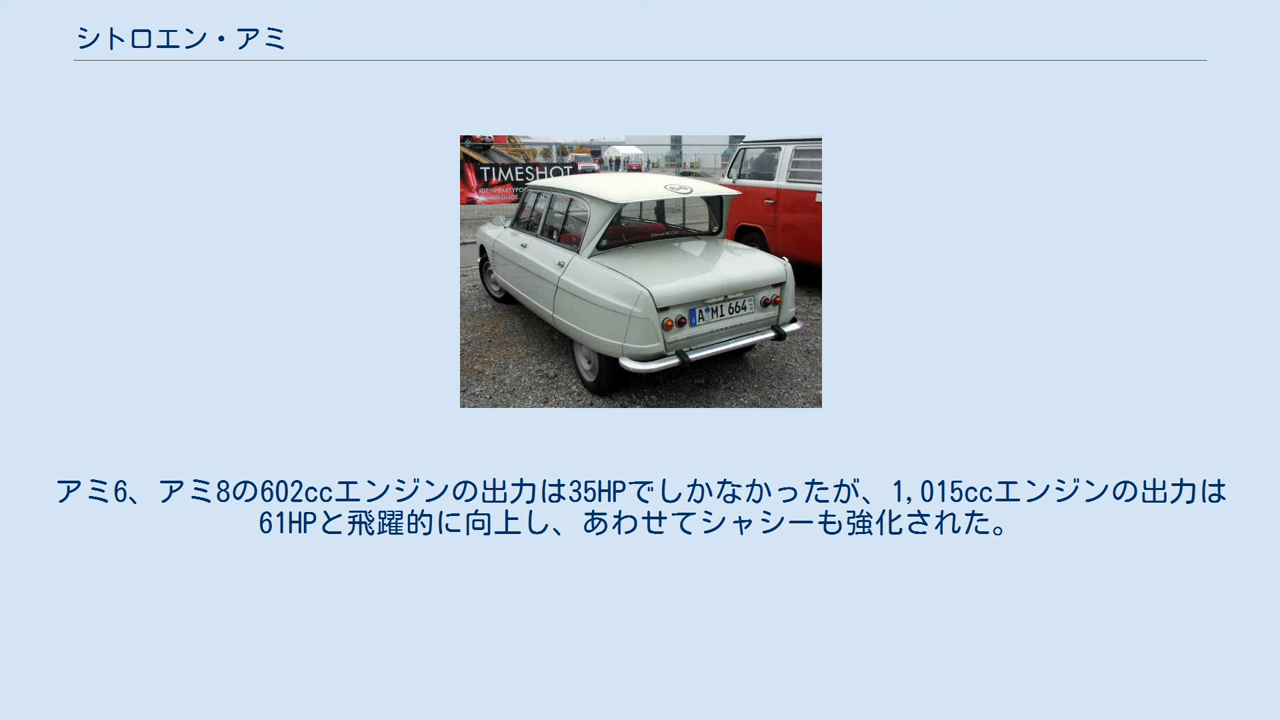 シトロエン・アミ
TIMESHOT
A MI 664
アミ6、アミ8の602ccエンジンの出力は35HPでしかなかったが、1,015ccエンジンの出力は
61HPと飛躍的に向上し、あわせてシャシーも強化された。